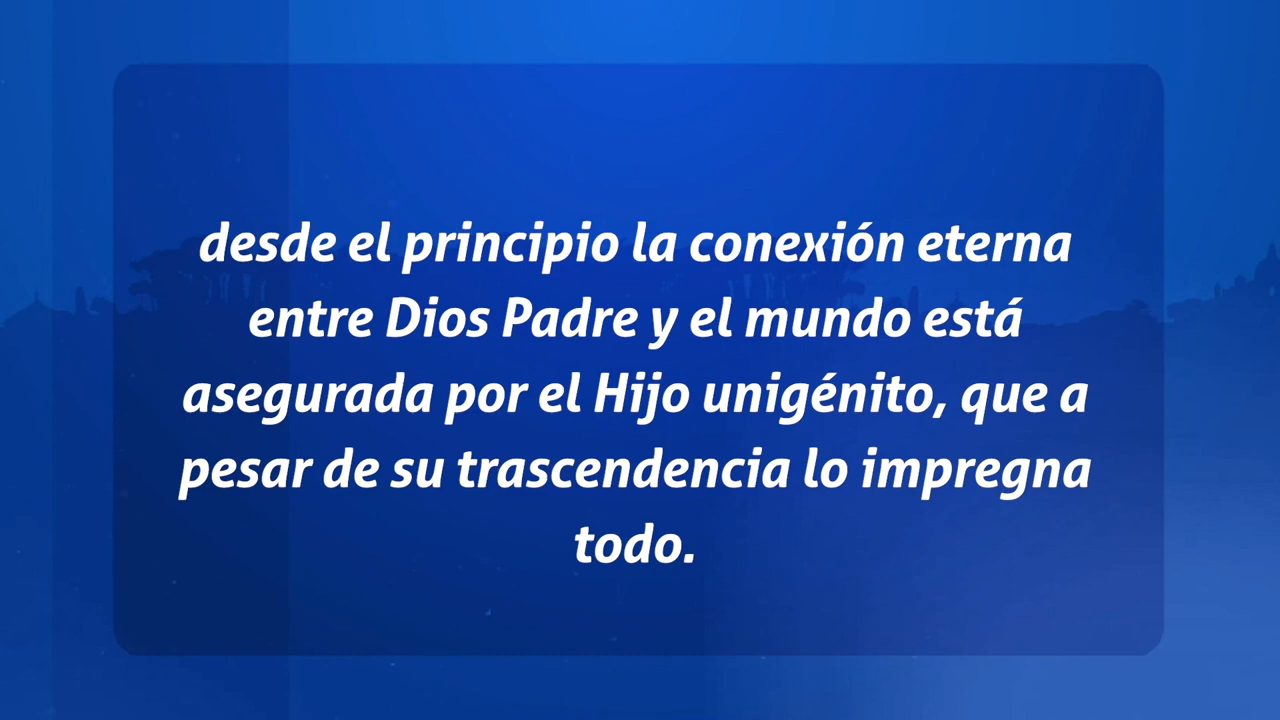 desde el principio la conexión eterna
entre Dios Padre y el mundo está
asegurada por el Hijo unigénito, que a
pesar de su trascendencia lo impregna
todo.